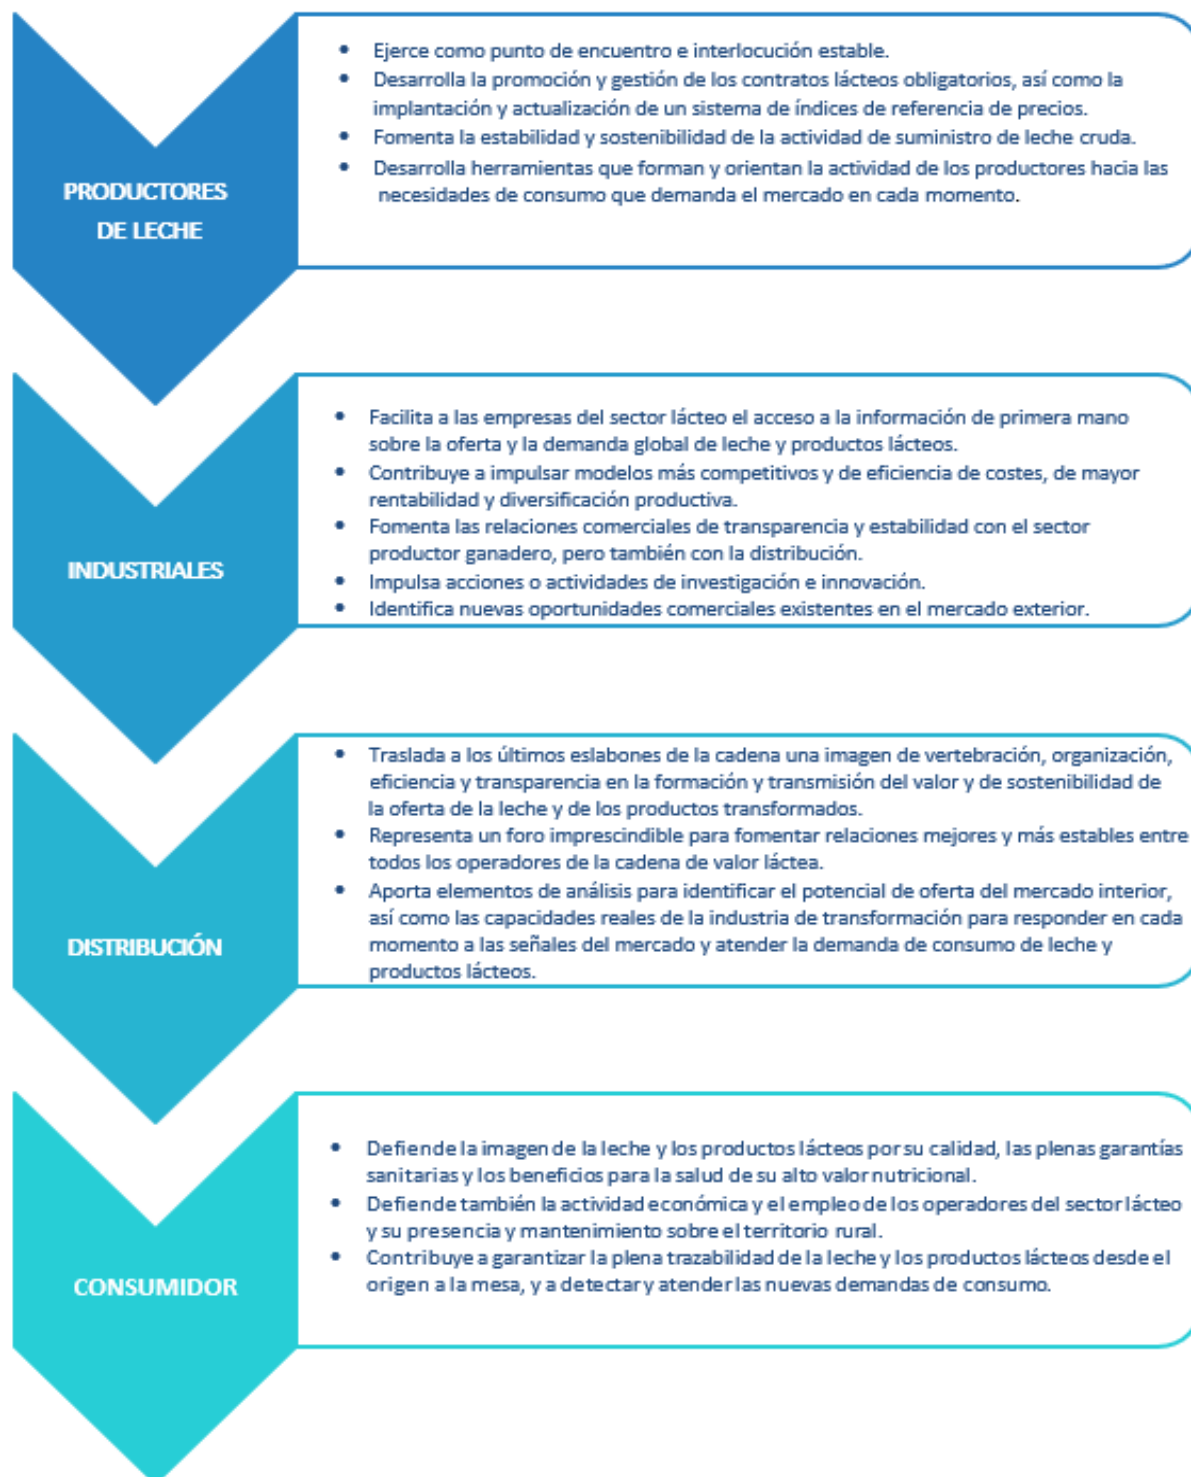 PRODUCTORES
DE LECHE
• Ejerce como punto de encuentro e interlocución estable.
• Desarrolla la promoción y gestión de los contratos lácteos obligatorios, así como la
implantación y actualización de un sistema de índices de referencia de precios.
• Fomenta la estabilidad y sostenibilidad de la actividad de suministro de leche cruda.
• Desarrolla herramientas que forman y orientan la actividad de los productores hacia las
necesidades de consumo que demanda el mercado en cada momento.
INDUSTRIALES
• Facilita a las empresas del sector lácteo el acceso a la información de primera mano
sobre la oferta y la demanda global de leche y productos lácteos.
• Contribuye a impulsar modelos más competitivos y de eficiencia de costes, de mayor
rentabilidad y diversificación productiva.
• Fomenta las relaciones comerciales de transparencia y estabilidad con el sector
productor ganadero, pero también con la distribución.
• Impulsa acciones o actividades de investigación e innovación.
• Identifica nuevas oportunidades comerciales existentes en el mercado exterior.
DISTRIBUCIÓN
• Traslada a los últimos eslabones de la cadena una imagen de vertebración, organización,
eficiencia y transparencia en la formación y transmisión del valor y de sostenibilidad de
la oferta de la leche y de los productos transformados.
• Representa un foro imprescindible para fomentar relaciones mejores y más estables entre
todos los operadores de la cadena de valor láctea.
• Aporta elementos de análisis para identificar el potencial de oferta del mercado interior,
así como las capacidades reales de la industria de transformación para responder en cada
momento a las señales del mercado y atender la demanda de consumo de leche y
productos lácteos.
CONSUMIDOR
• Defiende la imagen de la leche y los productos lácteos por su calidad, las plenas garantías
sanitarias y los beneficios para la salud de su alto valor nutricional.
• Defiende también la actividad económica y el empleo de los operadores del sector lácteo
y su presencia y mantenimiento sobre el territorio rural.
• Contribuye a garantizar la plena trazabilidad de la leche y los productos lácteos desde el
origen a la mesa, y a detectar y atender las nuevas demandas de consumo.